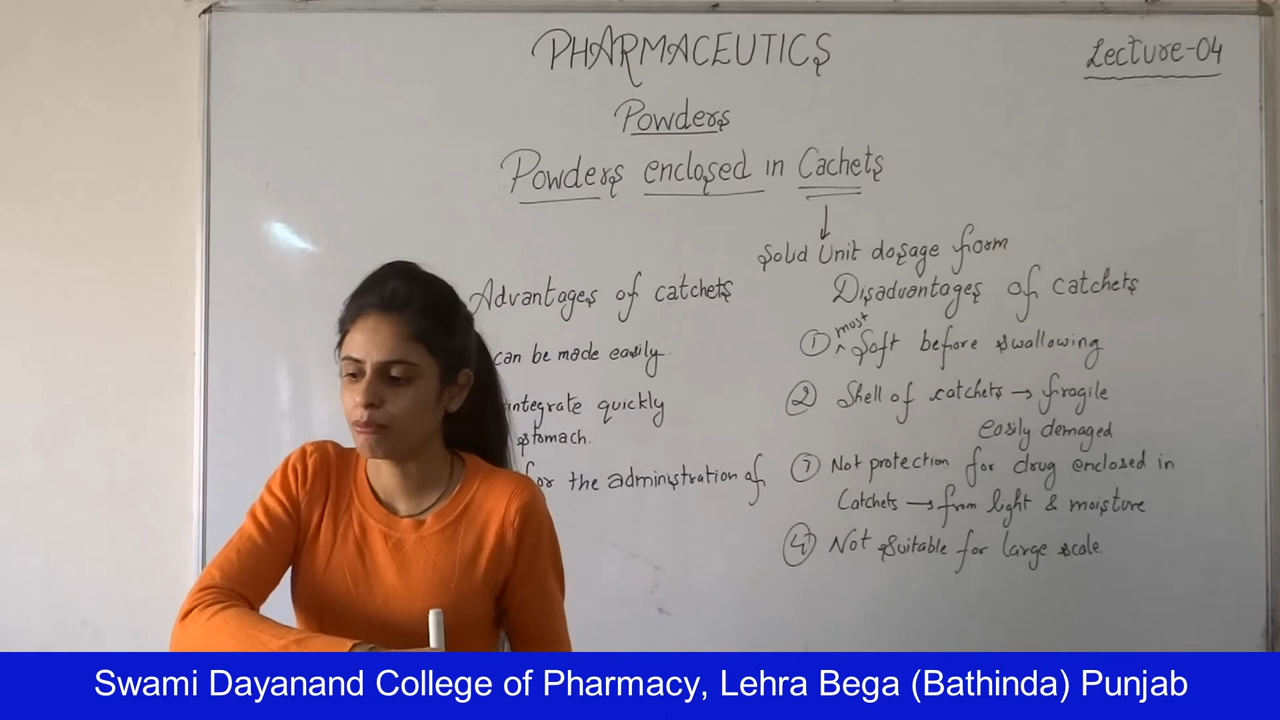 PHARMACEUTICS
Lecture-04
Powders
Powders enclosed in Cachets
Solid Unit dosage form
Advantages of catchets
can be made easily.
integrate quickly
stomach.
for the administration of
Disadvantages of catchets
① most
^ Soft before swallowing
② Shell of catchets → fragile
easily demaged
③ Not protection for drug enclosed in
Catchets → from light & moisture
④ Not Suitable for large scale.
Swami Dayanand College of Pharmacy, Lehra Bega (Bathinda) Punjab